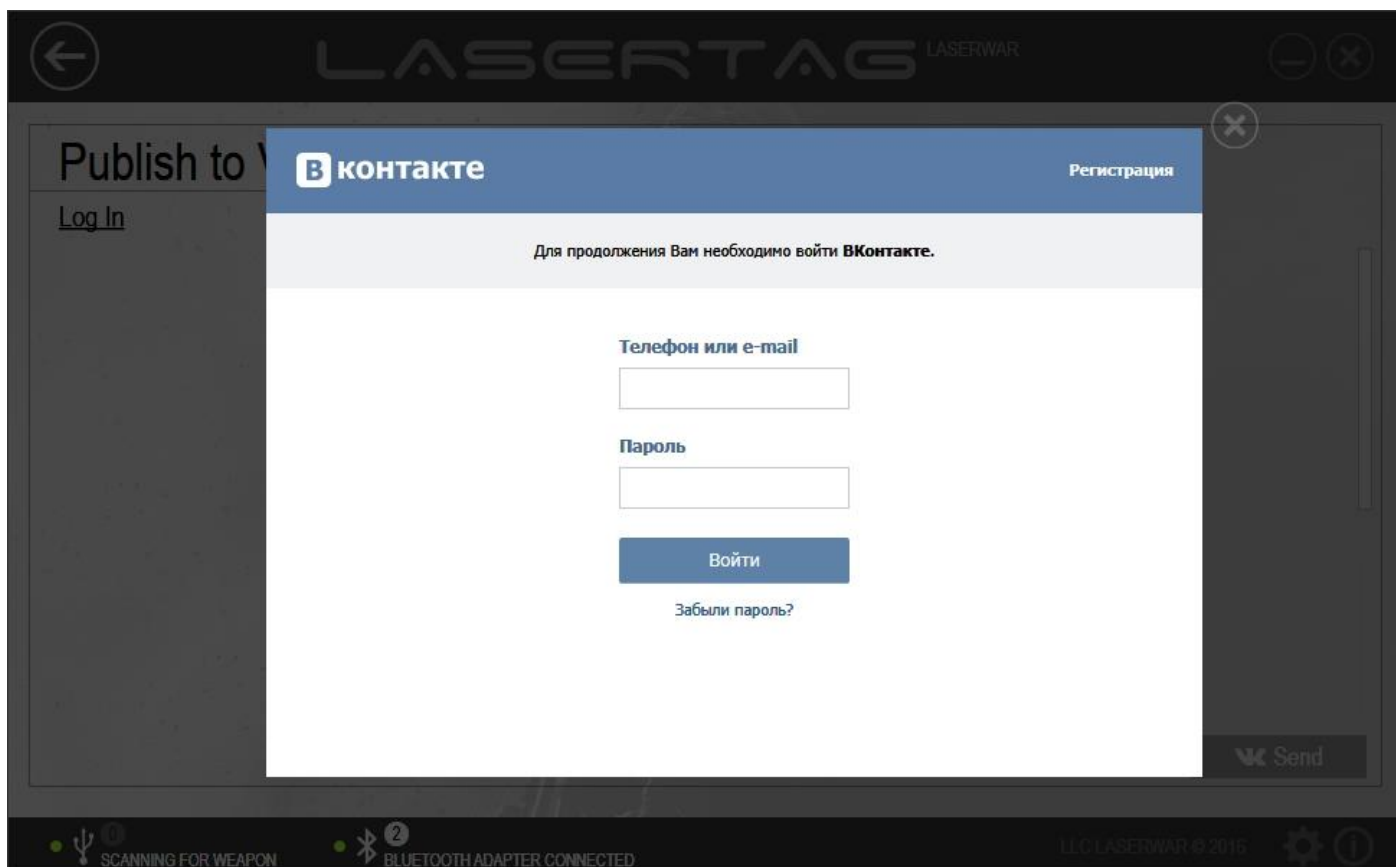 LASERTAG LASERWAR
Publish to V
Log In
В контакте
Регистрация
Для продолжения Вам необходимо войти ВКонтакте.
Телефон или e-mail
Пароль
Войти
Забыли пароль?
Send
0
SCANNING FOR WEAPON
2
BLUETOOTH ADAPTER CONNECTED
LLC LASERWAR © 2016